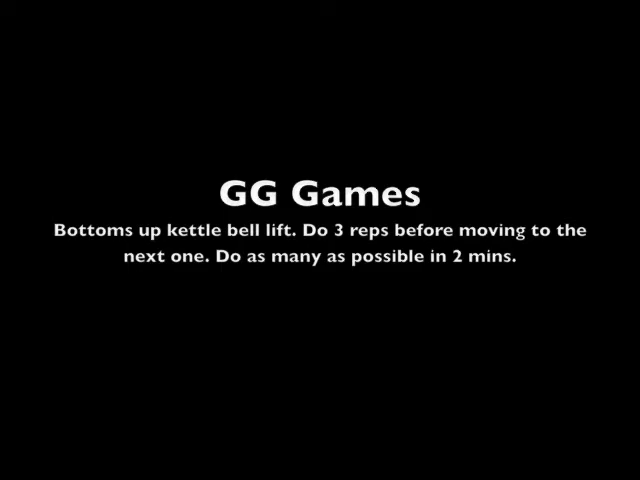 GG Games
Bottoms up kettle bell lift. Do 3 reps before moving to the
next one. Do as many as possible in 2 mins.